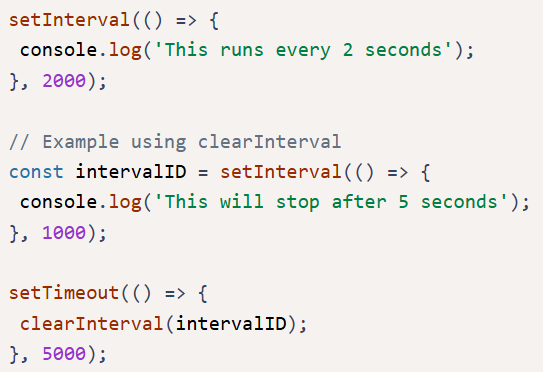 setInterval(() => {
 console.log('This runs every 2 seconds');
}, 2000);

// Example using clearInterval
const intervalID = setInterval(() => {
 console.log('This will stop after 5 seconds');
}, 1000);

setTimeout(() => {
 clearInterval(intervalID);
}, 5000);